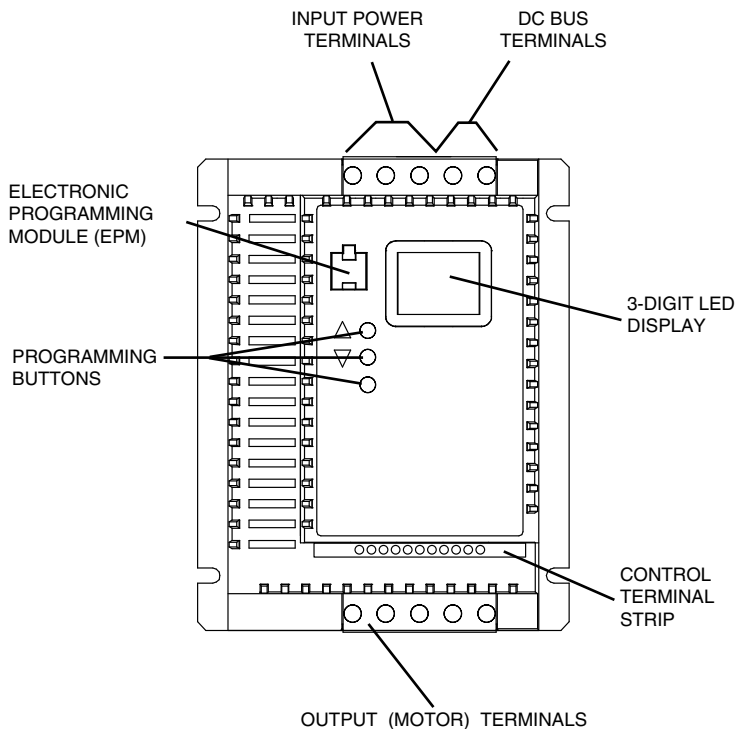 INPUT POWER
TERMINALS
DC BUS
TERMINALS
ELECTRONIC
PROGRAMMING
MODULE (EPM)
3-DIGIT LED
DISPLAY
PROGRAMMING
BUTTONS
CONTROL
TERMINAL
STRIP
OUTPUT (MOTOR) TERMINALS